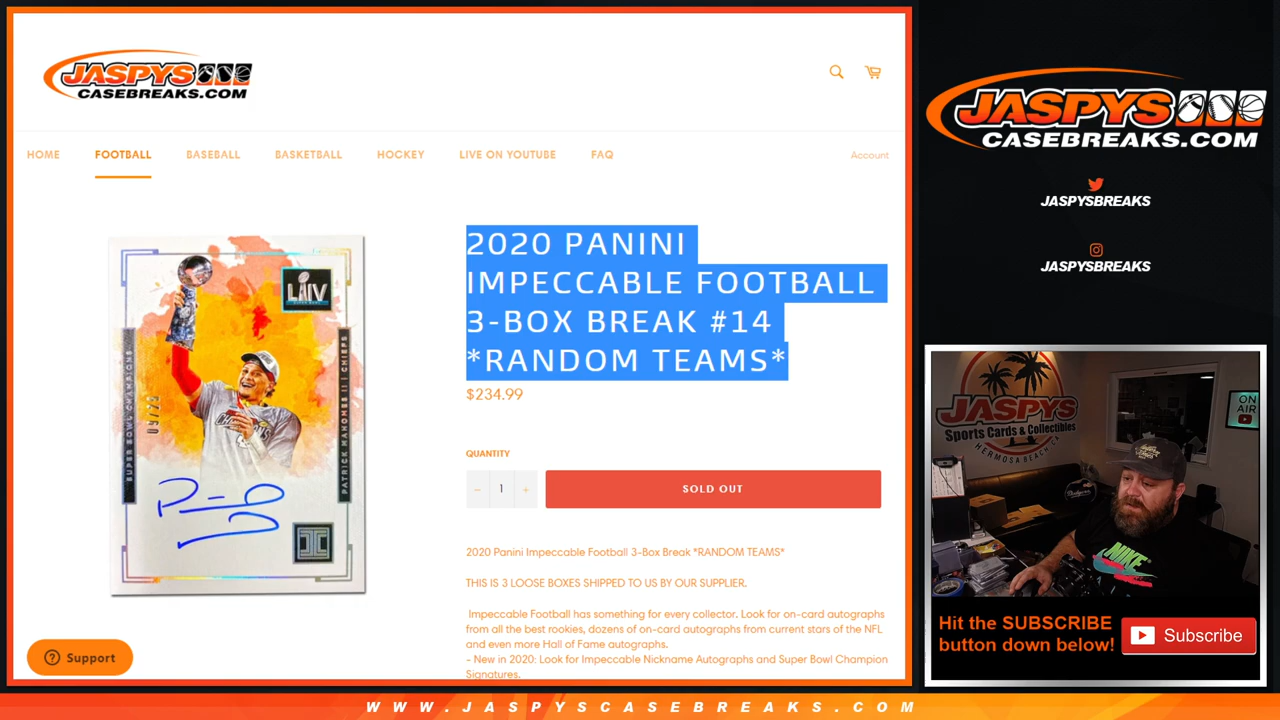 JASPYS
CASEBREAKS.COM
HOME
FOOTBALL
BASEBALL
BASKETBALL
HOCKEY
LIVE ON YOUTUBE
FAQ
Account
LIV
SUPER BOWL CHAMPIONS
PATRICK MAHOMES II | CHIEFS
2020 PANINI
IMPECCABLE FOOTBALL
3-BOX BREAK #14
*RANDOM TEAMS*
$234.99
QUANTITY
− 1 +
SOLD OUT
2020 Panini Impeccable Football 3-Box Break *RANDOM TEAMS*
THIS IS 3 LOOSE BOXES SHIPPED TO US BY OUR SUPPLIER.
Impeccable Football has something for every collector. Look for on-card autographs
from all the best rookies, dozens of on-card autographs from current stars of the NFL
and even more Hall of Fame autographs.
- New in 2020: Look for Impeccable Nickname Autographs and Super Bowl Champion
Signatures.
Support
JASPYS
CASEBREAKS.COM
JASPYSBREAKS
JASPYSBREAKS
JASPYS
Sports Cards & Collectibles
HERMOSA BEACH, CA
ON
AIR
Dodgers
NIKE
Hit the SUBSCRIBE
button down below!
Subscribe
WWW.JASPYSCASEBREAKS.COM